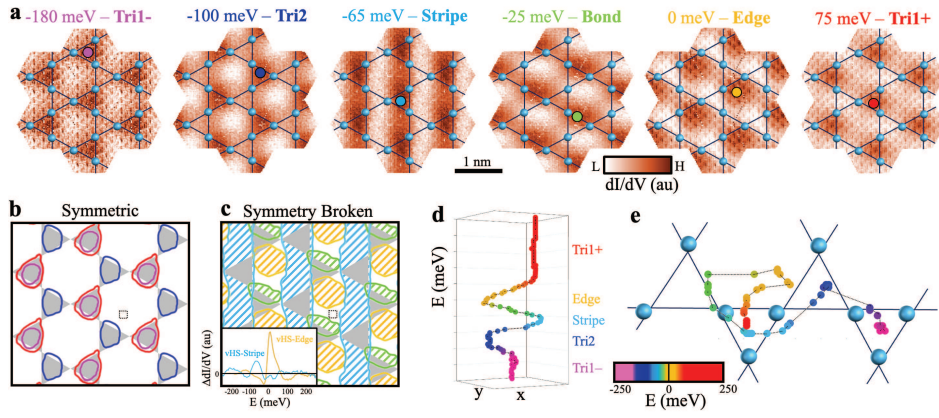 a
-180 meV – Tri1-
-100 meV – Tri2
-65 meV – Stripe
-25 meV – Bond
0 meV – Edge
75 meV – Tri1+
1 nm
L
H
dI/dV (au)
b
Symmetric
c
Symmetry Broken
ΔdI/dV (au)
0
vHS-Stripe
vHS-Edge
-200
-100
0
100
200
E (meV)
d
E (meV)
Tri1+
Edge
Stripe
Tri2
Tri1–
y
x
e
-250
0
250
E (meV)